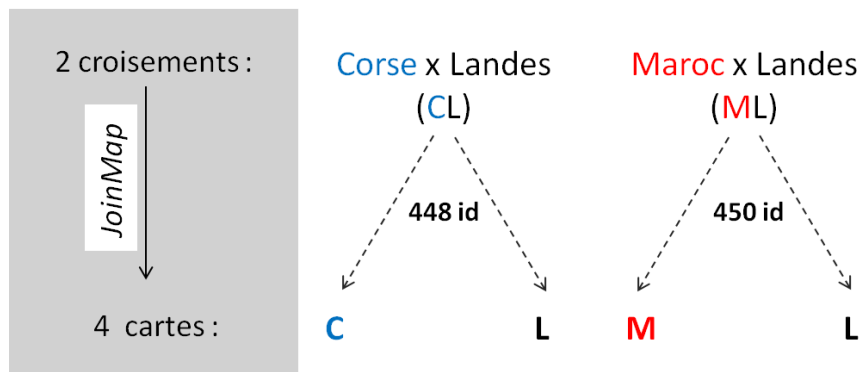 2 croisements :
JoinMap
4 cartes :
Corse x Landes
(CL)
448 id
C
L
Maroc x Landes
(ML)
450 id
M
L